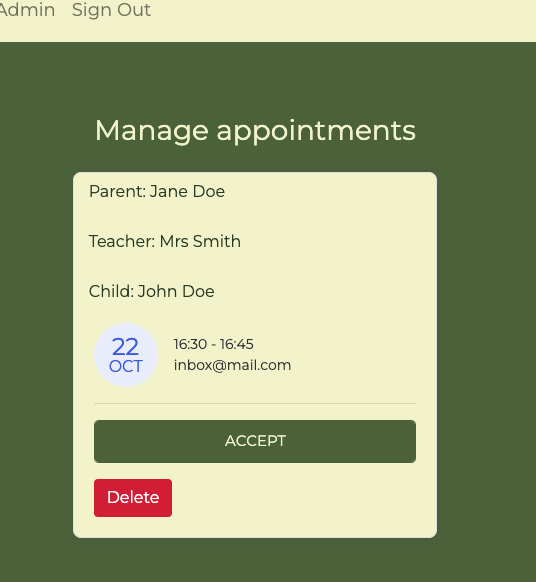 Admin Sign Out
Manage appointments
Parent: Jane Doe
Teacher: Mrs Smith
Child: John Doe
22
OCT
16:30 - 16:45
inbox@mail.com
ACCEPT
Delete